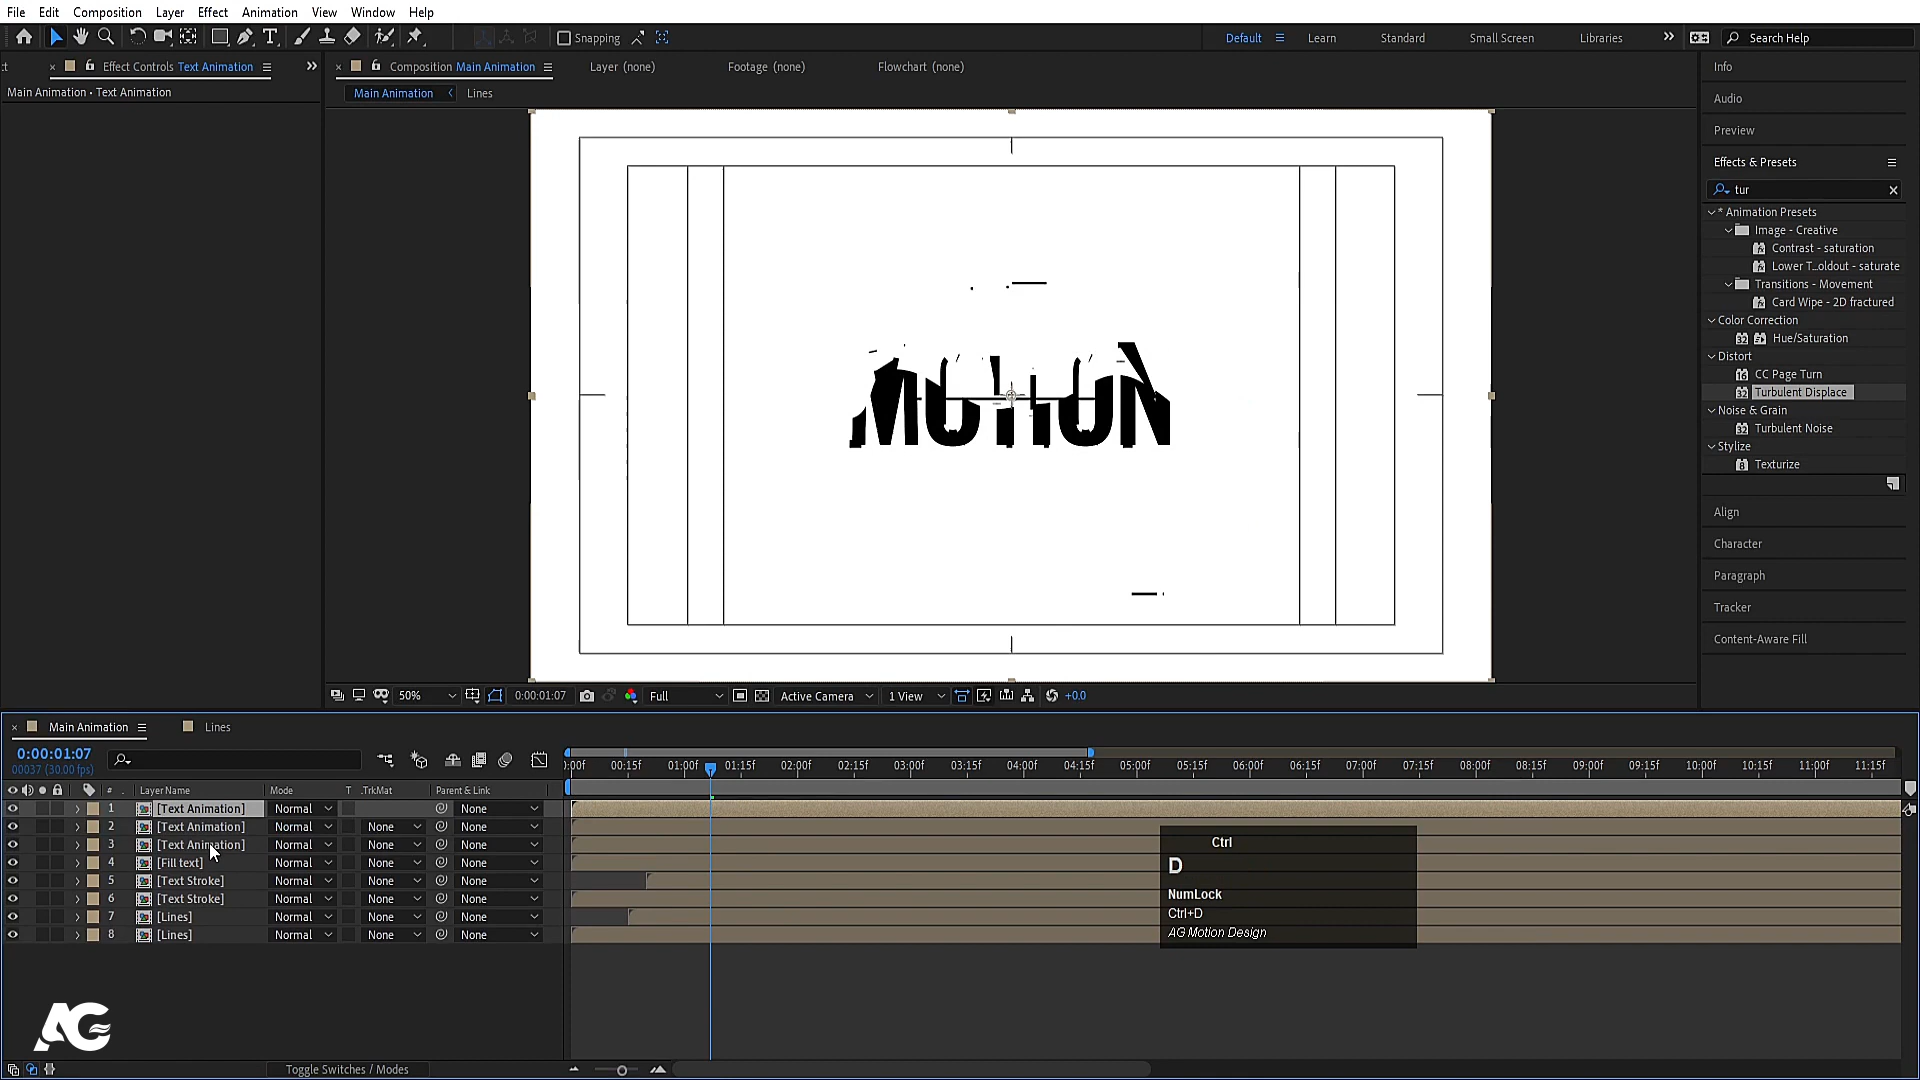 File Edit Composition Layer Effect Animation View Window Help
Snapping Default Learn Standard Small Screen Libraries Search Help
Effect Controls Text Animation Composition Main Animation Layer (none) Footage (none) Flowchart (none) Info
Main Animation • Text Animation Main Animation Lines
Audio
Preview
Effects & Presets
tur
* Animation Presets
Image - Creative
Contrast - saturation
Lower T...oldout - saturate
Transitions - Movement
Card Wipe - 2D fractured
Color Correction
Hue/Saturation
Distort
CC Page Turn
Turbulent Displace
Noise & Grain
Turbulent Noise
Stylize
Texturize
Align
Character
Paragraph
Tracker
Content-Aware Fill
MOTION
50% 0:00:01:07 Full Active Camera 1 View +0.0
Main Animation Lines
0:00:01:07
00037 (30.00 fps)
:00f 00:15f 01:00f 01:15f 02:00f 02:15f 03:00f 03:15f 04:00f 04:15f 05:00f 05:15f 06:00f 06:15f 07:00f 07:15f 08:00f 08:15f 09:00f 09:15f 10:00f 10:15f 11:00f 11:15f
# Layer Name Mode T .TrkMat Parent & Link
1 [Text Animation] Normal None
2 [Text Animation] Normal None None
3 [Text Animation] Normal None None
4 [Fill text] Normal None None
5 [Text Stroke] Normal None None
6 [Text Stroke] Normal None None
7 [Lines] Normal None None
8 [Lines] Normal None None
Ctrl
D
NumLock
Ctrl+D
AG Motion Design
AG
Toggle Switches / Modes